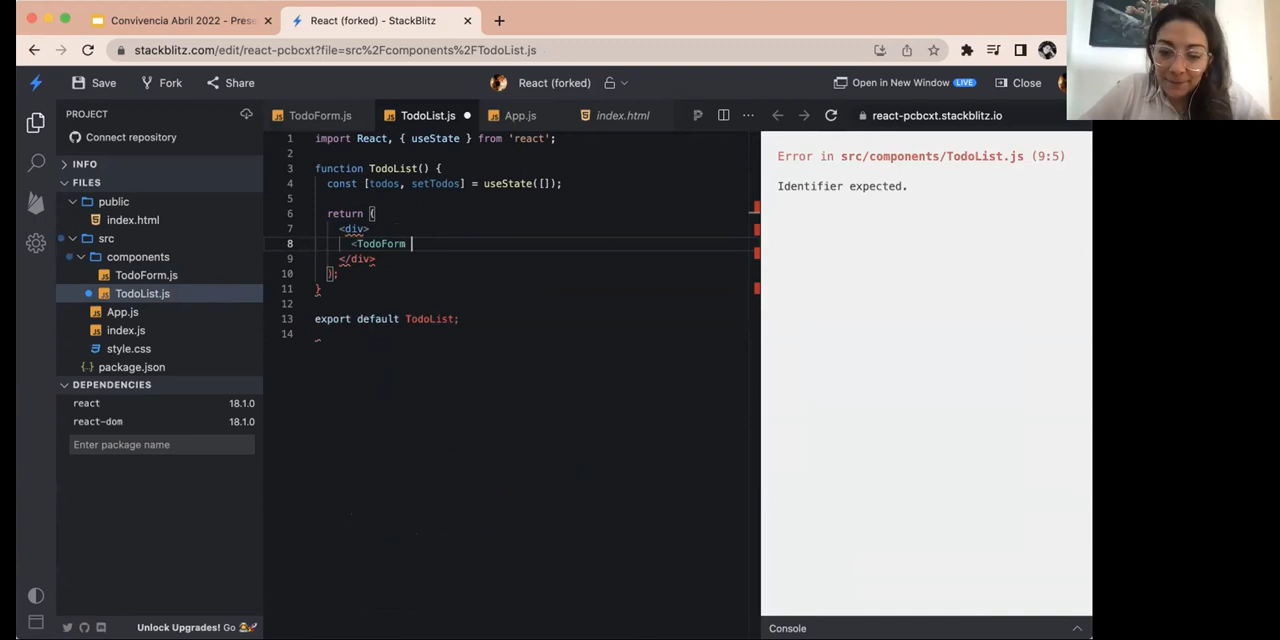 Convivencia Abril 2022 - Prese
React (forked) - StackBlitz
stackblitz.com/edit/react-pcbcxt?file=src%2Fcomponents%2FTodoList.js
Save
Fork
Share
React (forked)
Open in New Window LIVE
Close
PROJECT
Connect repository
INFO
FILES
public
index.html
src
components
TodoForm.js
TodoList.js
App.js
index.js
style.css
package.json
DEPENDENCIES
react 18.1.0
react-dom 18.1.0
Enter package name
Unlock Upgrades! Go
TodoForm.js
TodoList.js
App.js
index.html
1 import React, { useState } from 'react';
2
3 function TodoList() {
4 const [todos, setTodos] = useState([]);
5
6 return (
7 <div>
8 <TodoForm
9 </div>
10 );
11 }
12
13 export default TodoList;
14
react-pcbcxt.stackblitz.io
Error in src/components/TodoList.js (9:5)
Identifier expected.
Console